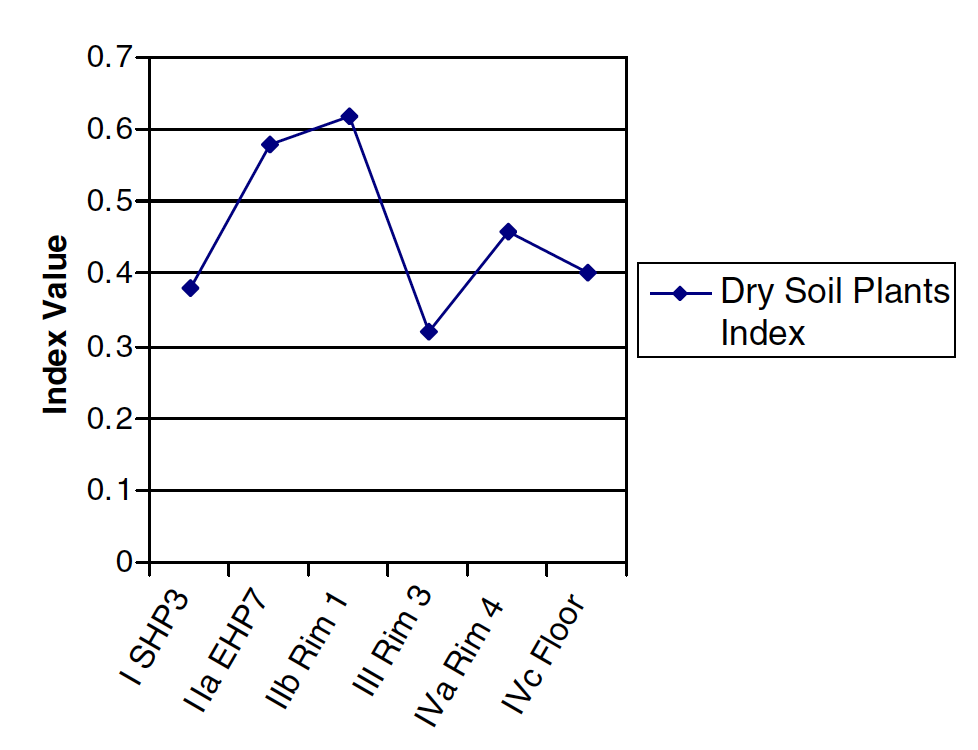 0.7
0.6
0.5
0.4
0.3
0.2
0.1
0
Index Value
I SHP3
IIa EHP7
IIb Rim 1
III Rim 3
IVa Rim 4
IVc Floor
Dry Soil Plants
Index